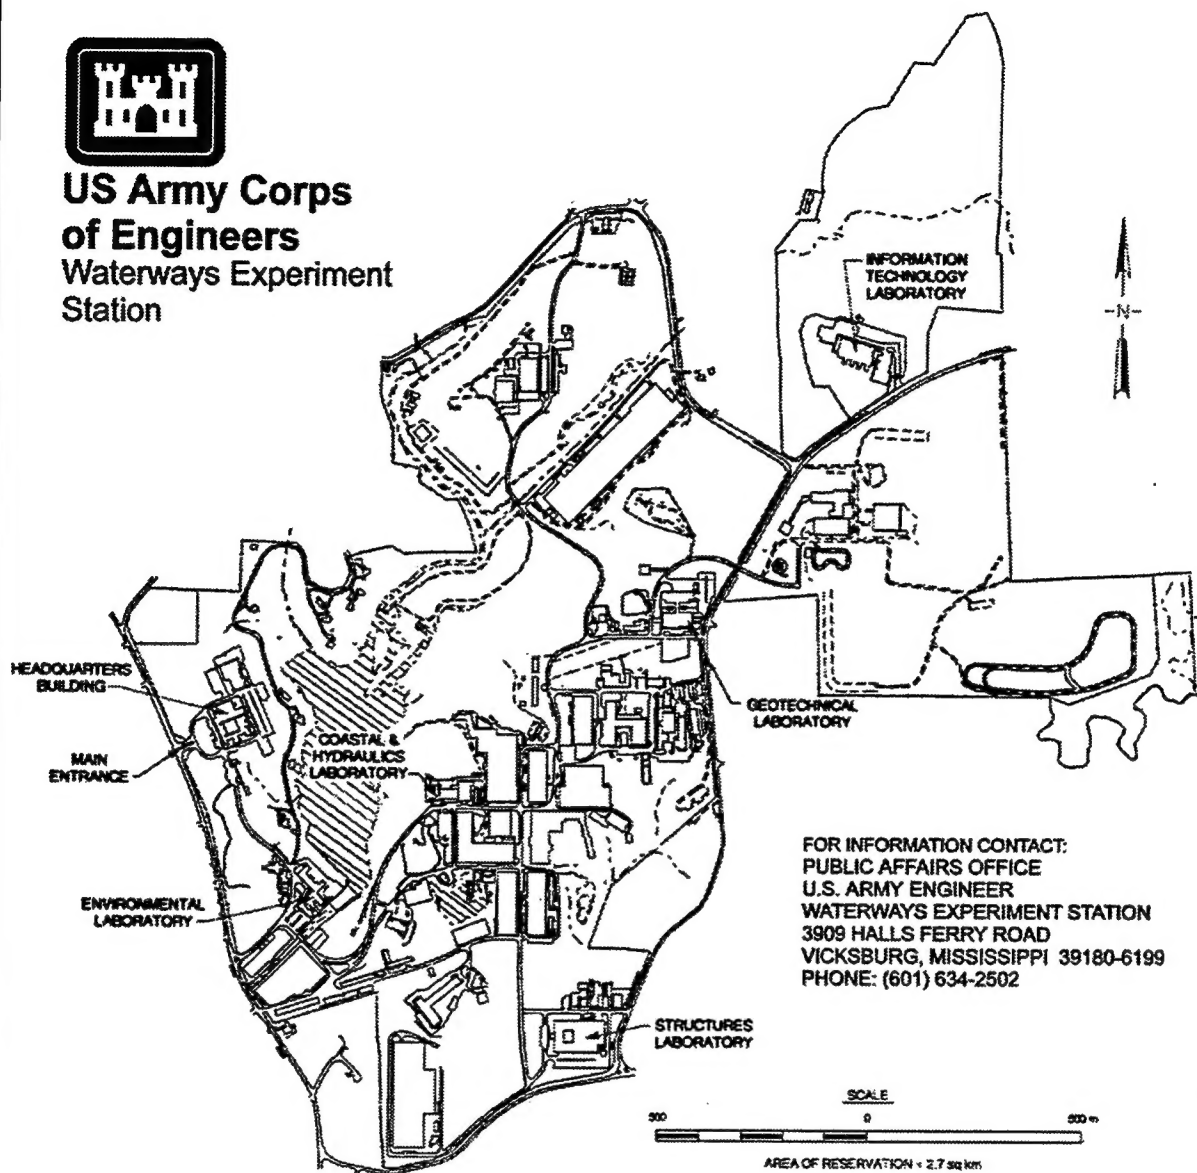 US Army Corps
of Engineers
Waterways Experiment
Station
INFORMATION
TECHNOLOGY
LABORATORY
-N-
HEADQUARTERS
BUILDING
MAIN
ENTRANCE
COASTAL &
HYDRAULICS
LABORATORY
GEOTECHNICAL
LABORATORY
ENVIRONMENTAL
LABORATORY
FOR INFORMATION CONTACT:
PUBLIC AFFAIRS OFFICE
U.S. ARMY ENGINEER
WATERWAYS EXPERIMENT STATION
3909 HALLS FERRY ROAD
VICKSBURG, MISSISSIPPI 39180-6199
PHONE: (601) 634-2502
STRUCTURES
LABORATORY
SCALE
500 0 500 m
AREA OF RESERVATION = 2.7 sq km